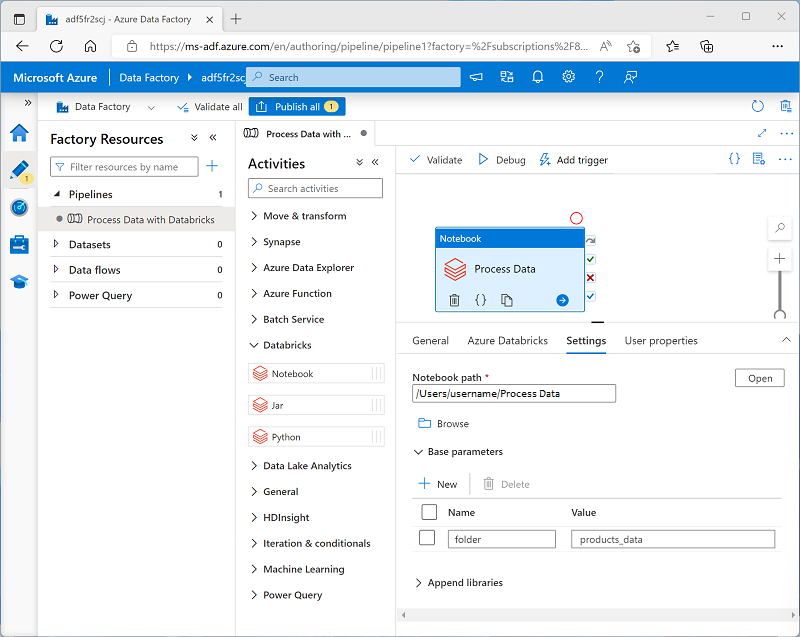 adf5fr2scj - Azure Data Factory
https://ms-adf.azure.com/en/authoring/pipeline/pipeline1?factory=%2Fsubscriptions%2F8...
Microsoft Azure
Data Factory
adf5fr2scj
Search
Data Factory
Validate all
Publish all
1
1
Factory Resources
Filter resources by name
Pipelines
1
Process Data with Databricks
Datasets
0
Data flows
0
Power Query
0
Process Data with ...
Activities
Search activities
Move & transform
Synapse
Azure Data Explorer
Azure Function
Batch Service
Databricks
Notebook
Jar
Python
Data Lake Analytics
General
HDInsight
Iteration & conditionals
Machine Learning
Power Query
Validate
Debug
Add trigger
Notebook
Process Data
General
Azure Databricks
Settings
User properties
Notebook path *
Open
/Users/username/Process Data
Browse
Base parameters
New
Delete
Name
Value
folder
products_data
Append libraries